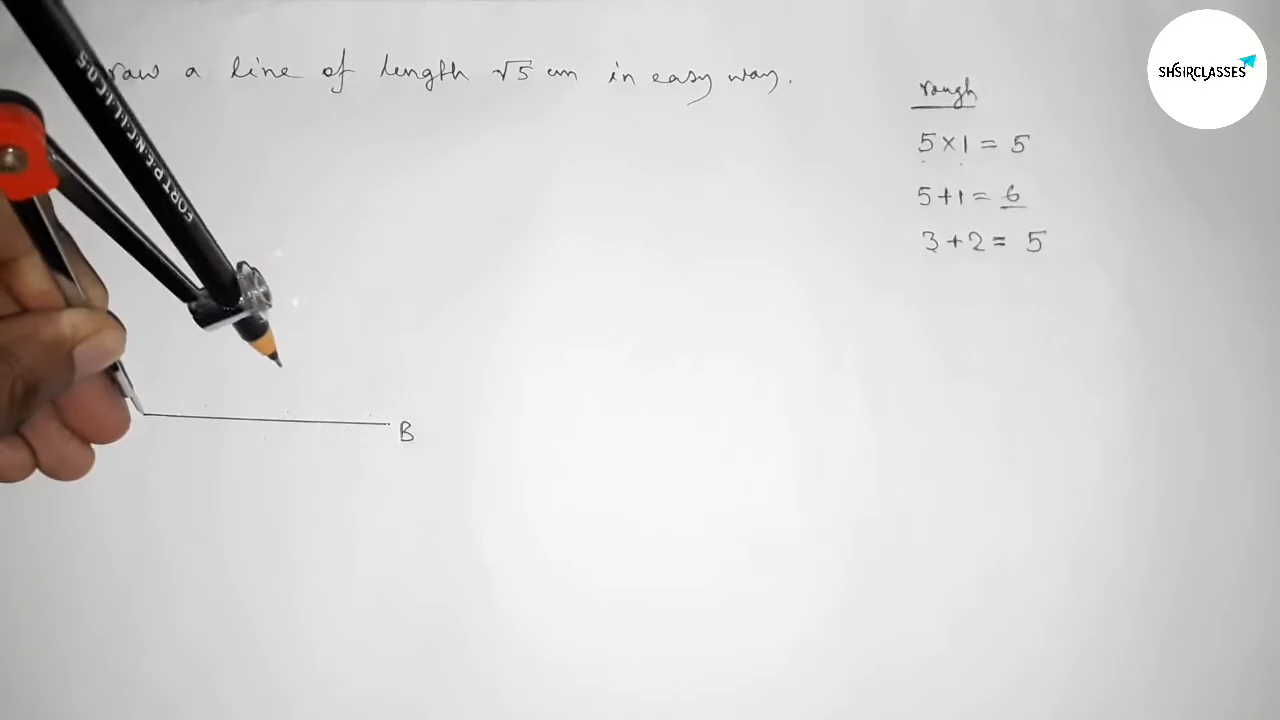 raw a line of length √5 cm in easy way.
SHSIRCLASSES
rough
5×1 = 5
5+1 = 6
3+2 = 5
B